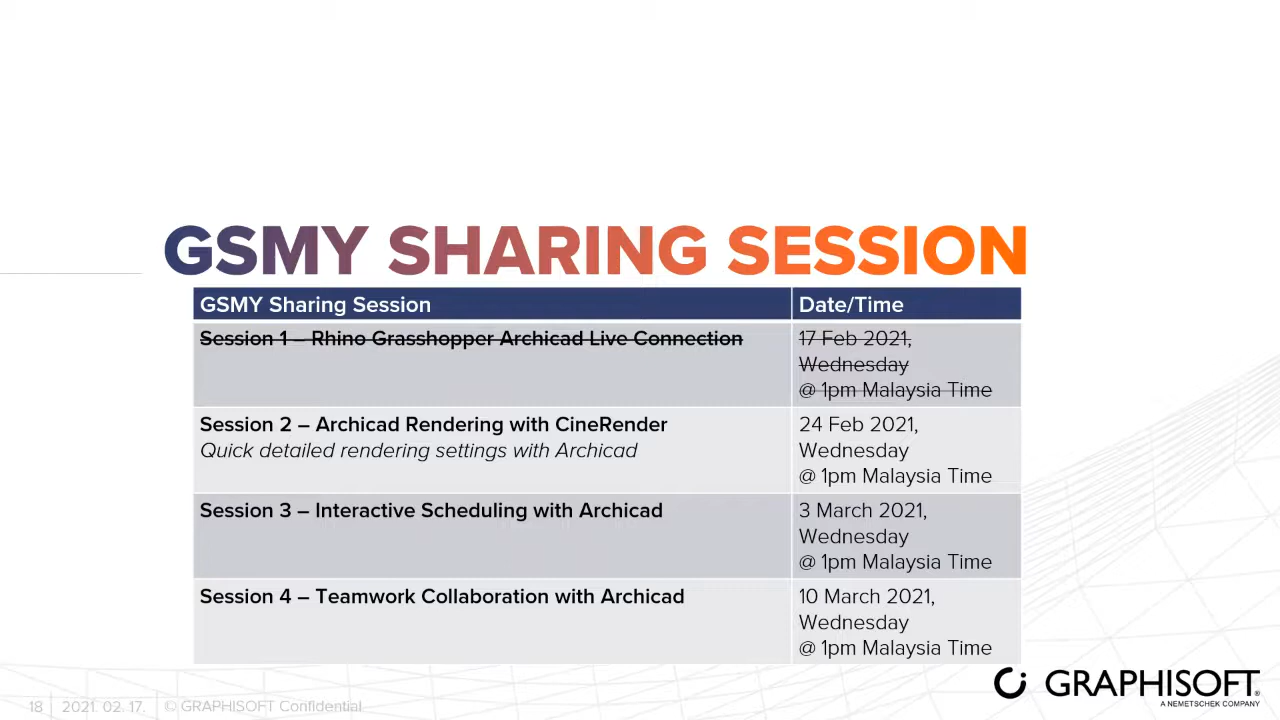 GSMY SHARING SESSION
GSMY Sharing Session
Date/Time
Session 1 – Rhino Grasshopper Archicad Live Connection
17 Feb 2021,
Wednesday
@ 1pm Malaysia Time
Session 2 – Archicad Rendering with CineRender
Quick detailed rendering settings with Archicad
24 Feb 2021,
Wednesday
@ 1pm Malaysia Time
Session 3 – Interactive Scheduling with Archicad
3 March 2021,
Wednesday
@ 1pm Malaysia Time
Session 4 – Teamwork Collaboration with Archicad
10 March 2021,
Wednesday
@ 1pm Malaysia Time
GRAPHISOFT®
A NEMETSCHEK COMPANY
18
2021. 02. 17.
© GRAPHISOFT Confidential